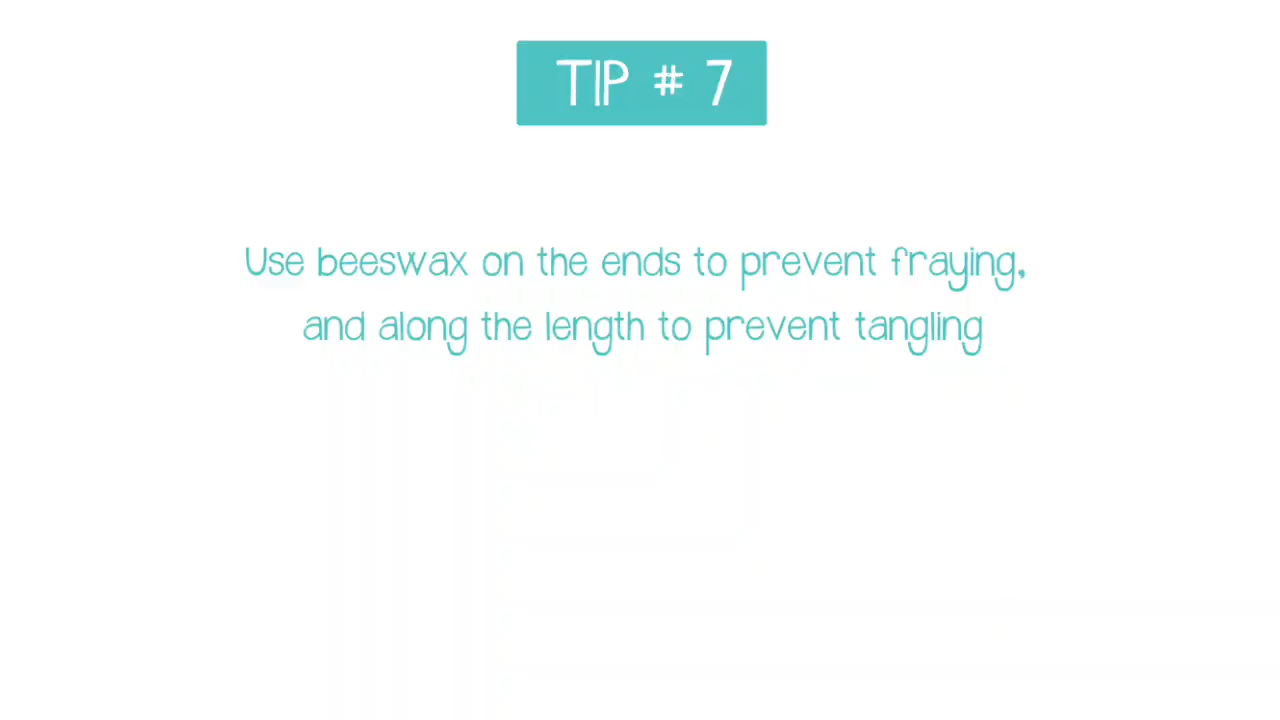 TIP # 7
Use beeswax on the ends to prevent fraying,
and along the length to prevent tangling